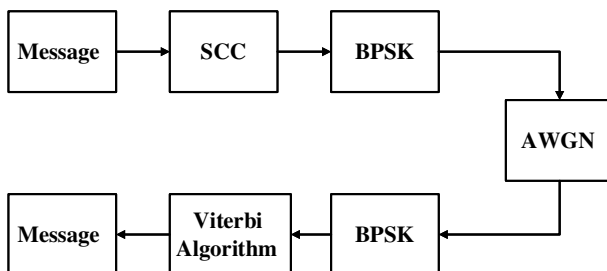 Message
SCC
BPSK
AWGN
Message
Viterbi
Algorithm
BPSK